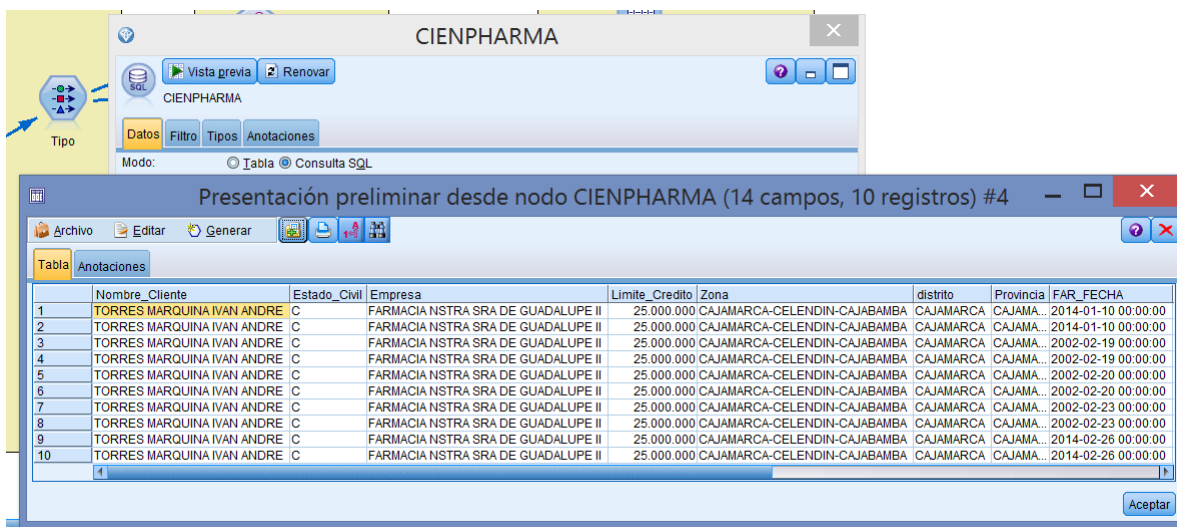 CIENPHARMA
SQL
Vista previa Renovar
CIENPHARMA
Tipo
Datos Filtro Tipos Anotaciones
Modo: Tabla Consulta SQL
Presentación preliminar desde nodo CIENPHARMA (14 campos, 10 registros) #4
Archivo Editar Generar
Tabla Anotaciones
Nombre_Cliente Estado_Civil Empresa Limite_Credito Zona distrito Provincia FAR_FECHA
1 TORRES MARQUINA IVAN ANDRE C FARMACIA NSTRA SRA DE GUADALUPE II 25.000.000 CAJAMARCA-CELENDIN-CAJABAMBA CAJAMARCA CAJAMA... 2014-01-10 00:00:00
2 TORRES MARQUINA IVAN ANDRE C FARMACIA NSTRA SRA DE GUADALUPE II 25.000.000 CAJAMARCA-CELENDIN-CAJABAMBA CAJAMARCA CAJAMA... 2014-01-10 00:00:00
3 TORRES MARQUINA IVAN ANDRE C FARMACIA NSTRA SRA DE GUADALUPE II 25.000.000 CAJAMARCA-CELENDIN-CAJABAMBA CAJAMARCA CAJAMA... 2002-02-19 00:00:00
4 TORRES MARQUINA IVAN ANDRE C FARMACIA NSTRA SRA DE GUADALUPE II 25.000.000 CAJAMARCA-CELENDIN-CAJABAMBA CAJAMARCA CAJAMA... 2002-02-19 00:00:00
5 TORRES MARQUINA IVAN ANDRE C FARMACIA NSTRA SRA DE GUADALUPE II 25.000.000 CAJAMARCA-CELENDIN-CAJABAMBA CAJAMARCA CAJAMA... 2002-02-20 00:00:00
6 TORRES MARQUINA IVAN ANDRE C FARMACIA NSTRA SRA DE GUADALUPE II 25.000.000 CAJAMARCA-CELENDIN-CAJABAMBA CAJAMARCA CAJAMA... 2002-02-20 00:00:00
7 TORRES MARQUINA IVAN ANDRE C FARMACIA NSTRA SRA DE GUADALUPE II 25.000.000 CAJAMARCA-CELENDIN-CAJABAMBA CAJAMARCA CAJAMA... 2002-02-23 00:00:00
8 TORRES MARQUINA IVAN ANDRE C FARMACIA NSTRA SRA DE GUADALUPE II 25.000.000 CAJAMARCA-CELENDIN-CAJABAMBA CAJAMARCA CAJAMA... 2002-02-23 00:00:00
9 TORRES MARQUINA IVAN ANDRE C FARMACIA NSTRA SRA DE GUADALUPE II 25.000.000 CAJAMARCA-CELENDIN-CAJABAMBA CAJAMARCA CAJAMA... 2014-02-26 00:00:00
10 TORRES MARQUINA IVAN ANDRE C FARMACIA NSTRA SRA DE GUADALUPE II 25.000.000 CAJAMARCA-CELENDIN-CAJABAMBA CAJAMARCA CAJAMA... 2014-02-26 00:00:00
Aceptar